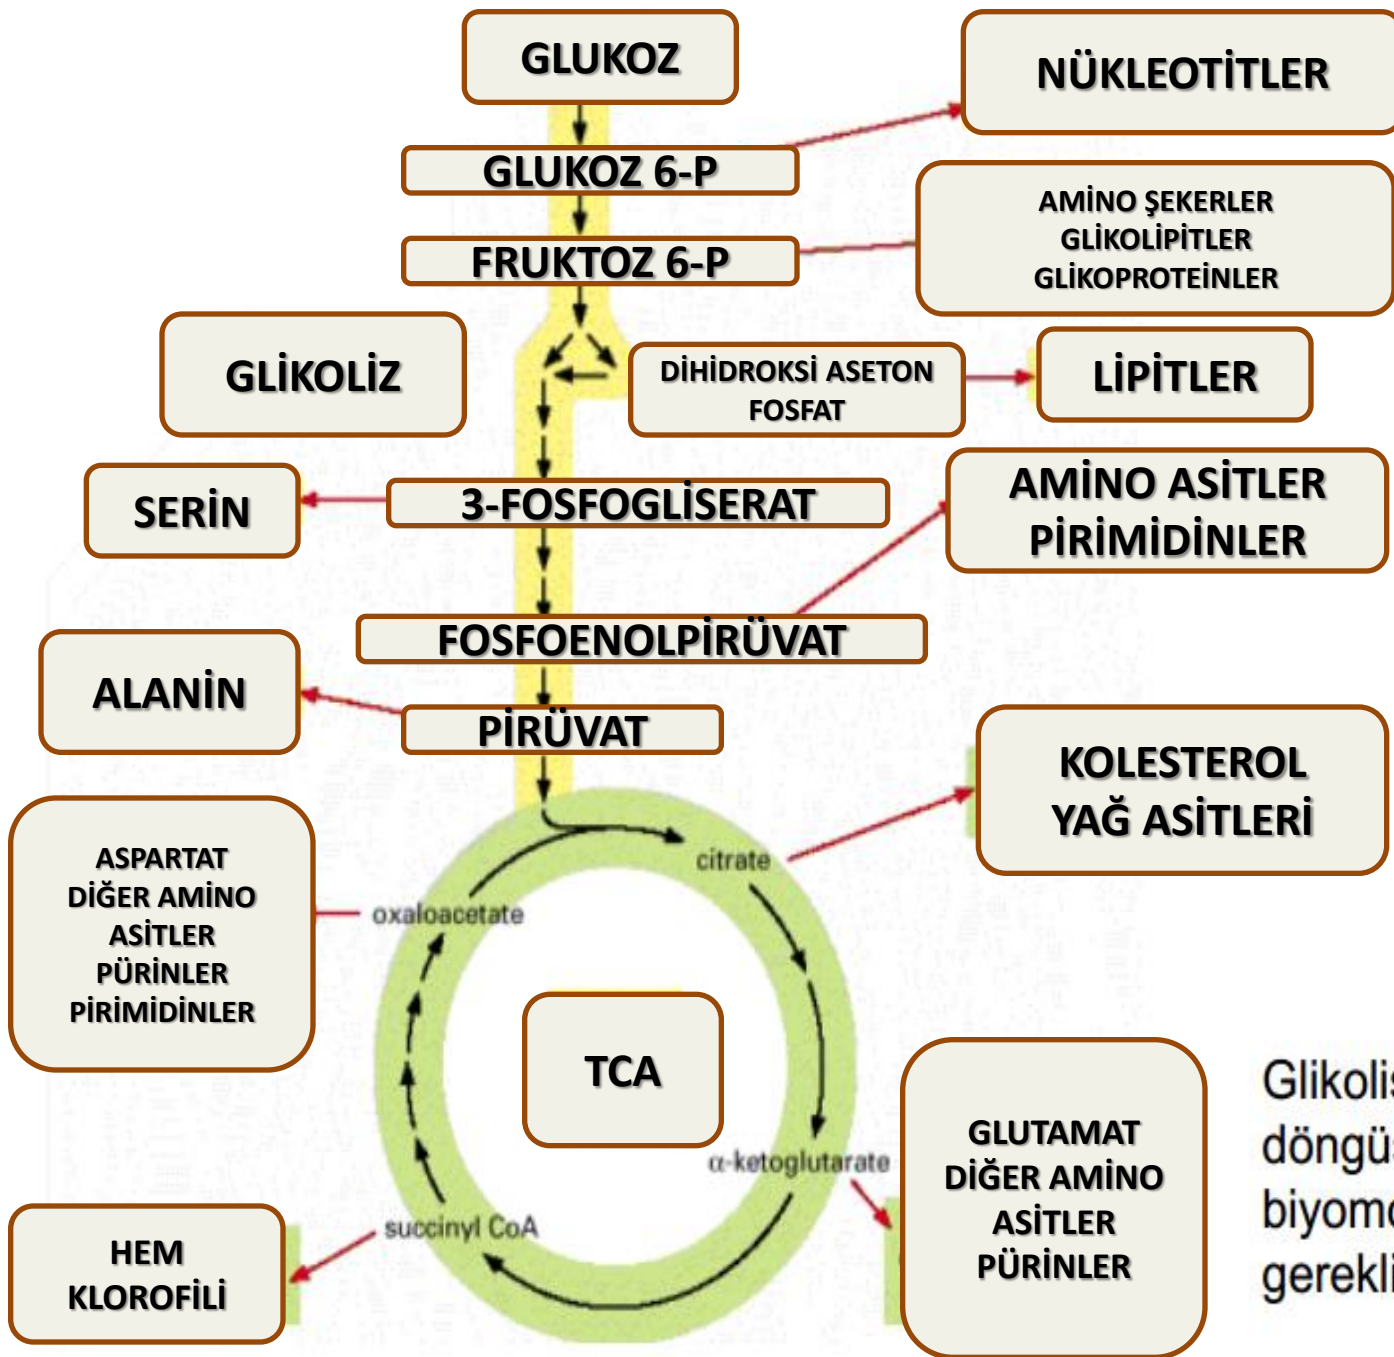 GLUKOZ
NÜKLEOTİTLER
GLUKOZ 6-P
AMİNO ŞEKERLER
GLİKOLİPİTLER
GLİKOPROTEİNLER
FRUKTOZ 6-P
GLİKOLİZ
DİHİDROKSİ ASETON
FOSFAT
LİPİTLER
SERİN
3-FOSFOGLİSERAT
AMİNO ASİTLER
PİRİMİDİNLER
FOSFOENOLPİRÜVAT
ALANİN
PİRÜVAT
KOLESTEROL
YAĞ ASİTLERİ
citrate
ASPARTAT
DİĞER AMİNO
ASİTLER
PÜRİNLER
PİRİMİDİNLER
oxaloacetate
TCA
α-ketoglutarate
GLUTAMAT
DİĞER AMİNO
ASİTLER
PÜRİNLER
succinyl CoA
HEM
KLOROFİLİ